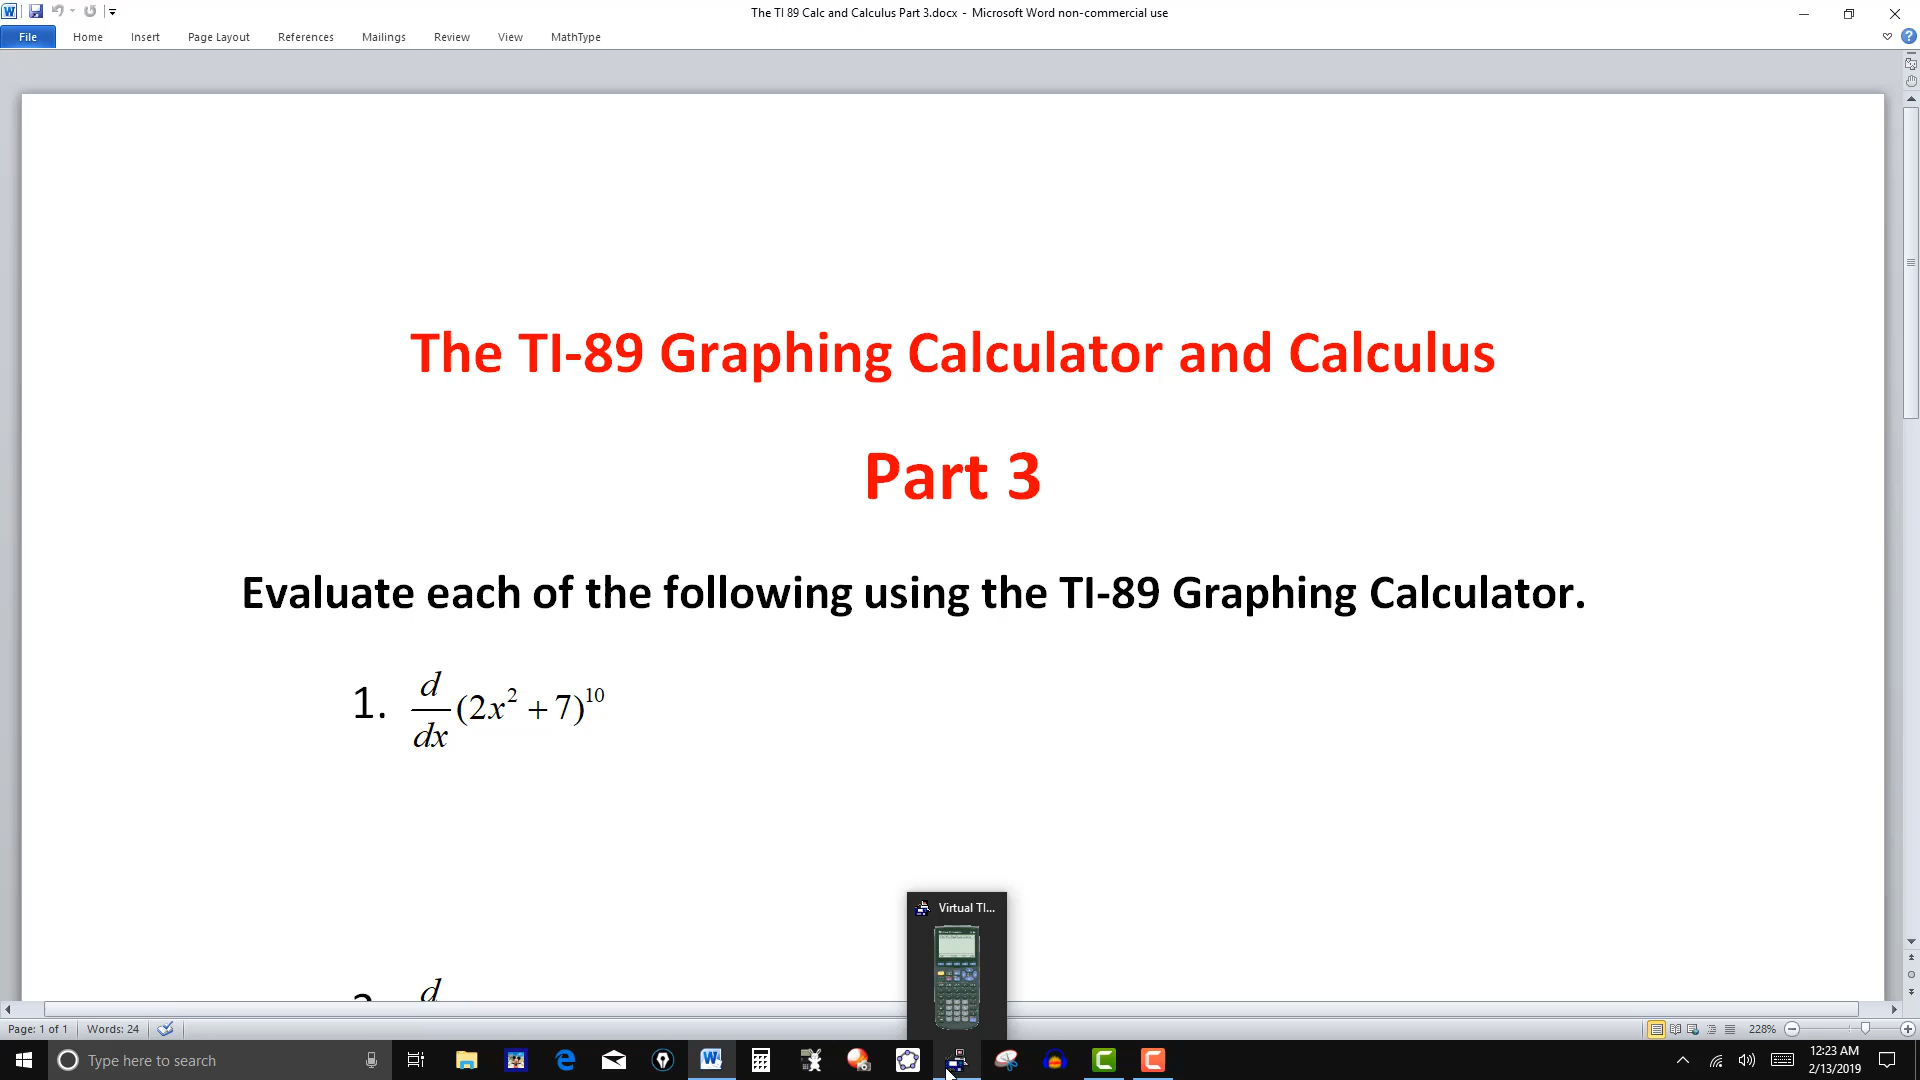 The TI 89 Calc and Calculus Part 3.docx - Microsoft Word non-commercial use
File Home Insert Page Layout References Mailings Review View MathType
The TI-89 Graphing Calculator and Calculus
Part 3
Evaluate each of the following using the TI-89 Graphing Calculator.
1. d/dx (2x² + 7)¹⁰
d
Virtual TI...
Page: 1 of 1 Words: 24 228%
Type here to search
12:23 AM
2/13/2019